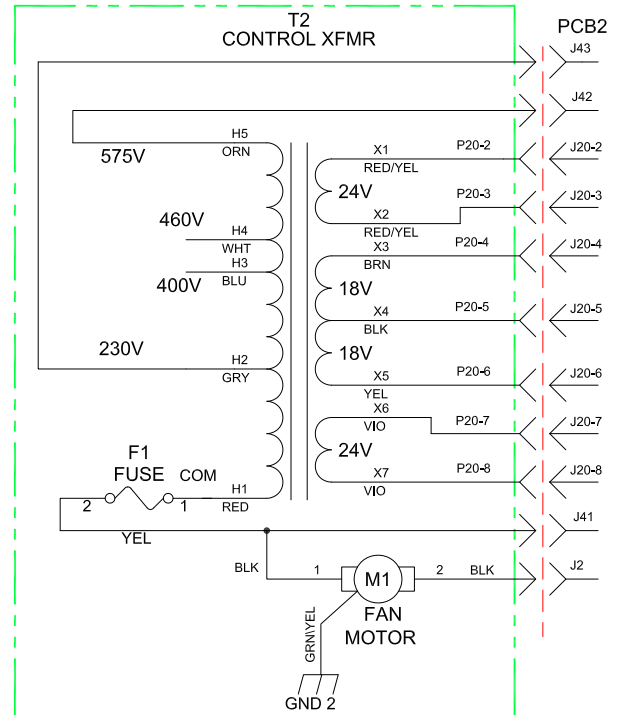 T2
CONTROL XFMR
PCB2
J43
J42
H5
ORN
575V
X1
RED/YEL
P20-2
J20-2
24V
P20-3
J20-3
X2
RED/YEL
460V
H4
WHT
X3
BRN
P20-4
J20-4
H3
BLU
400V
18V
X4
BLK
P20-5
J20-5
18V
230V
H2
GRY
X5
YEL
P20-6
J20-6
X6
VIO
P20-7
J20-7
24V
F1
FUSE
COM
X7
VIO
P20-8
J20-8
H1
RED
2
1
YEL
J41
BLK
1
M1
2
BLK
J2
FAN
MOTOR
GRN\YEL
GND 2